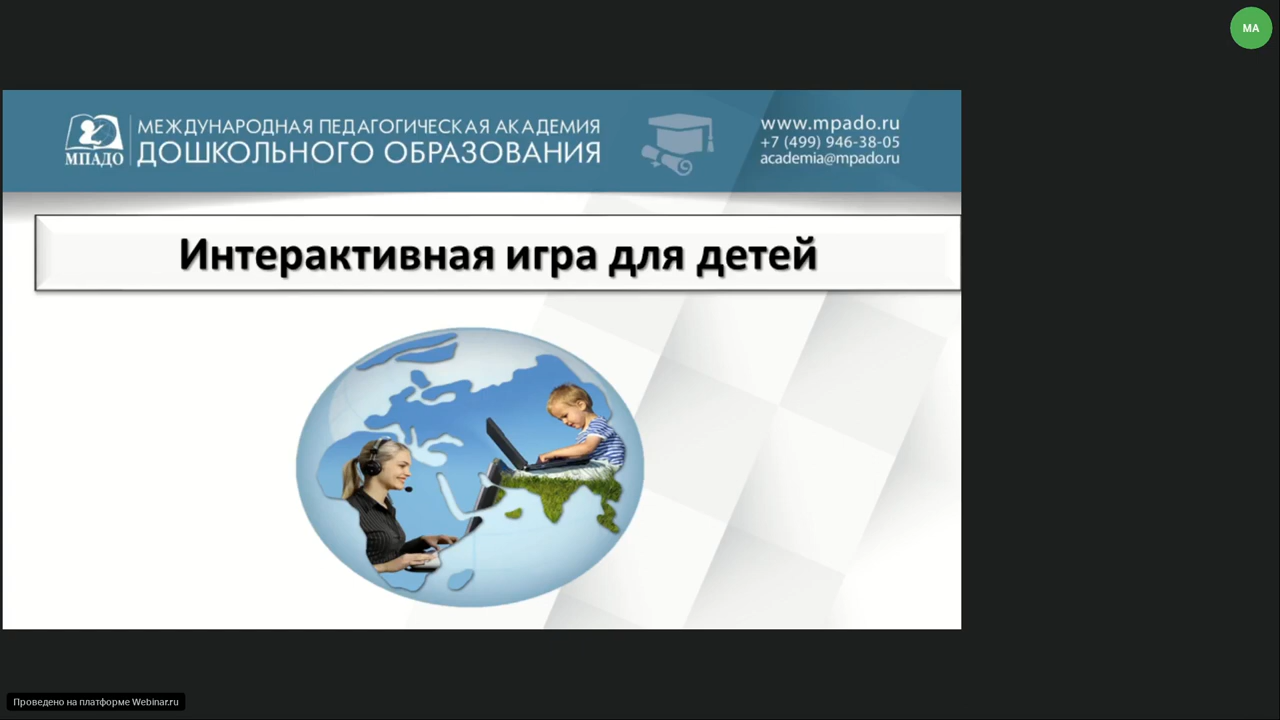 МА
МПАДО
МЕЖДУНАРОДНАЯ ПЕДАГОГИЧЕСКАЯ АКАДЕМИЯ
ДОШКОЛЬНОГО ОБРАЗОВАНИЯ
www.mpado.ru
+7 (499) 946-38-05
academia@mpado.ru
Интерактивная игра для детей
Проведено на платформе Webinar.ru